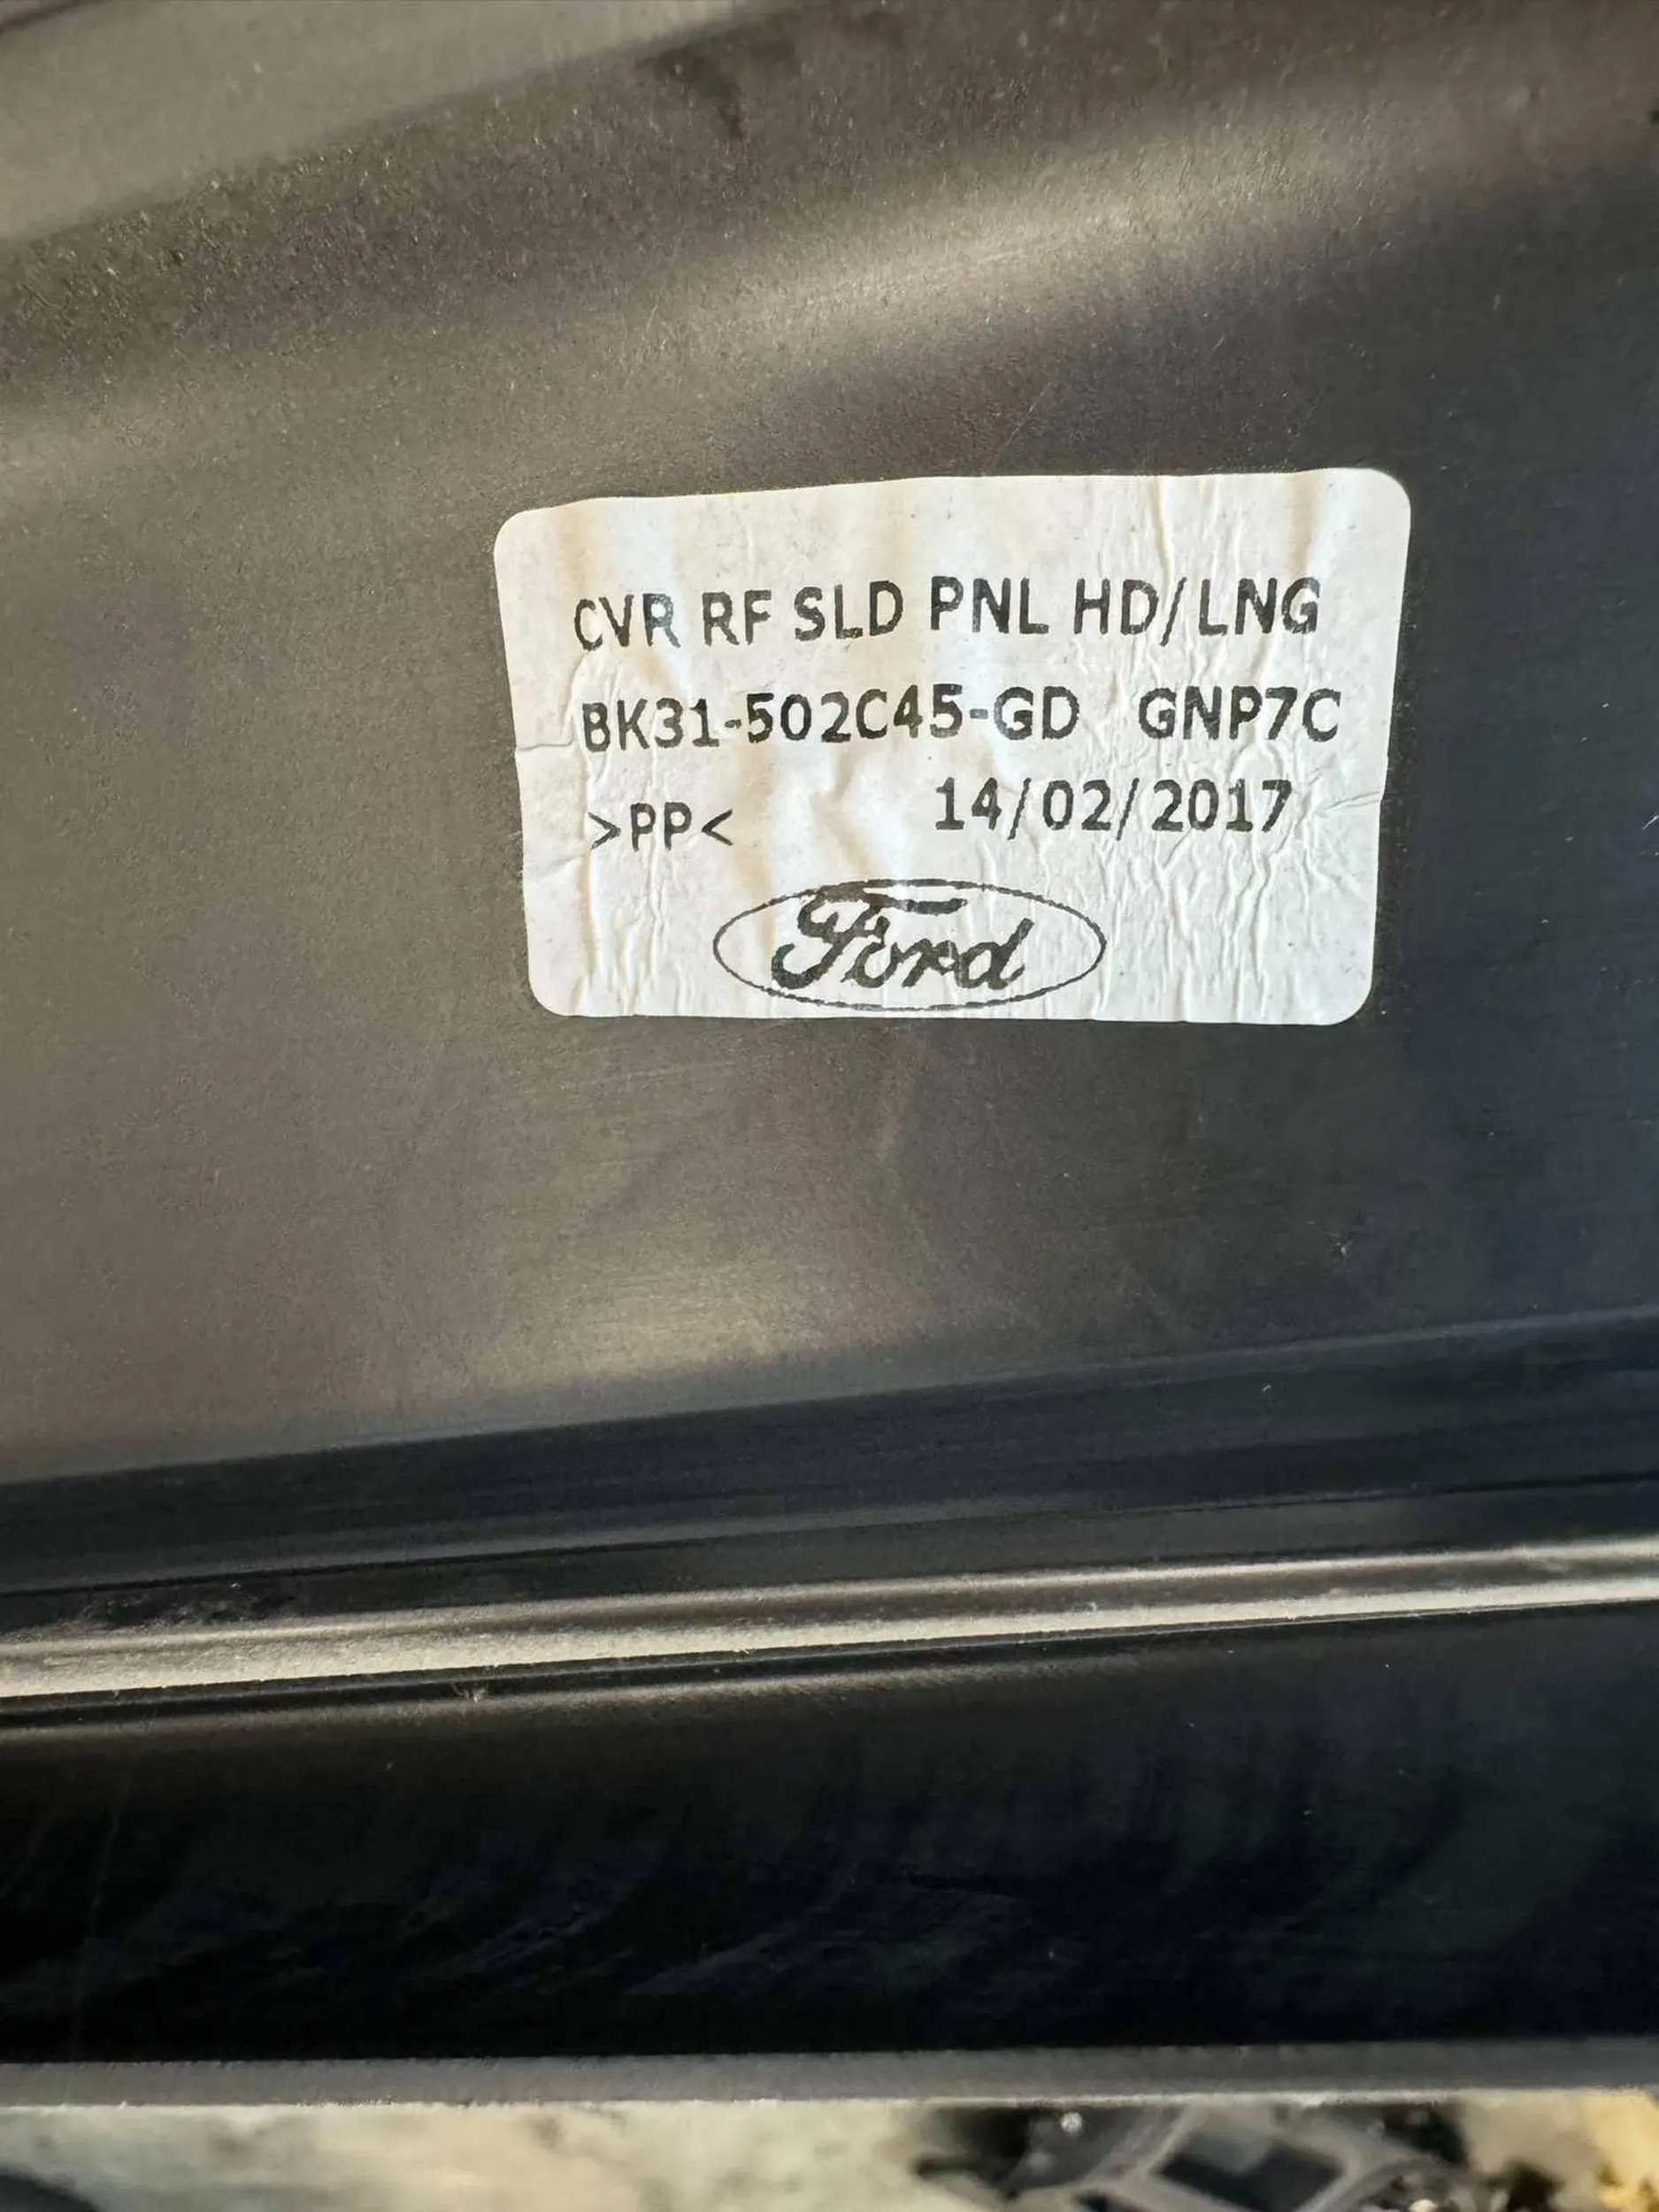 CVR RF SLD PNL HD/LNG
BK31-502C45-GD GNP7C
>PP< 14/02/2017
Ford